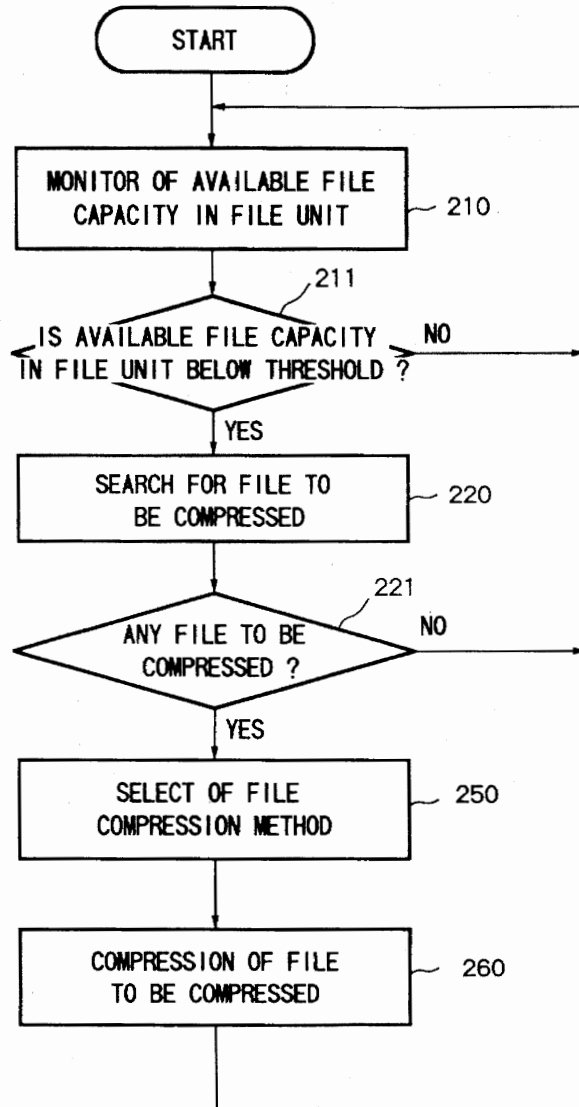 START
MONITOR OF AVAILABLE FILE
CAPACITY IN FILE UNIT
210
211
IS AVAILABLE FILE CAPACITY
IN FILE UNIT BELOW THRESHOLD ?
NO
YES
SEARCH FOR FILE TO
BE COMPRESSED
220
221
ANY FILE TO BE
COMPRESSED ?
NO
YES
SELECT OF FILE
COMPRESSION METHOD
250
COMPRESSION OF FILE
TO BE COMPRESSED
260